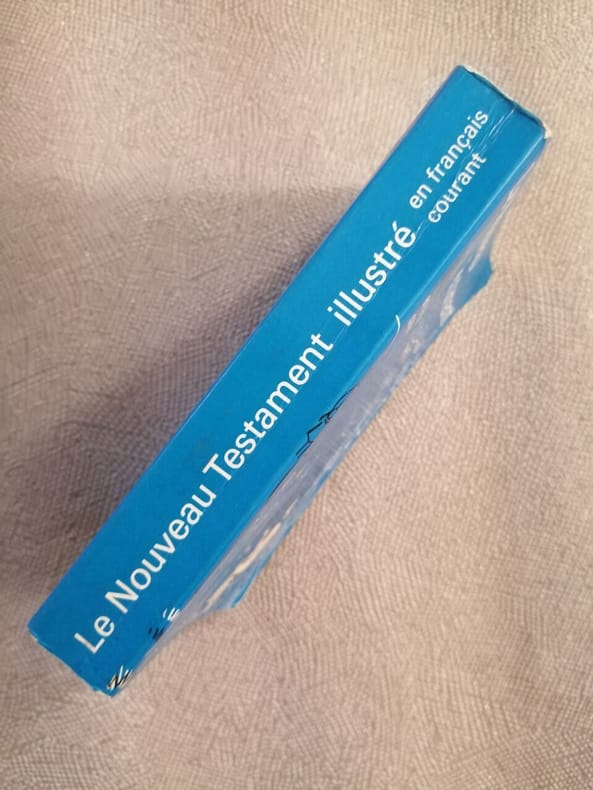 Le Nouveau Testament illustré
en français
courant